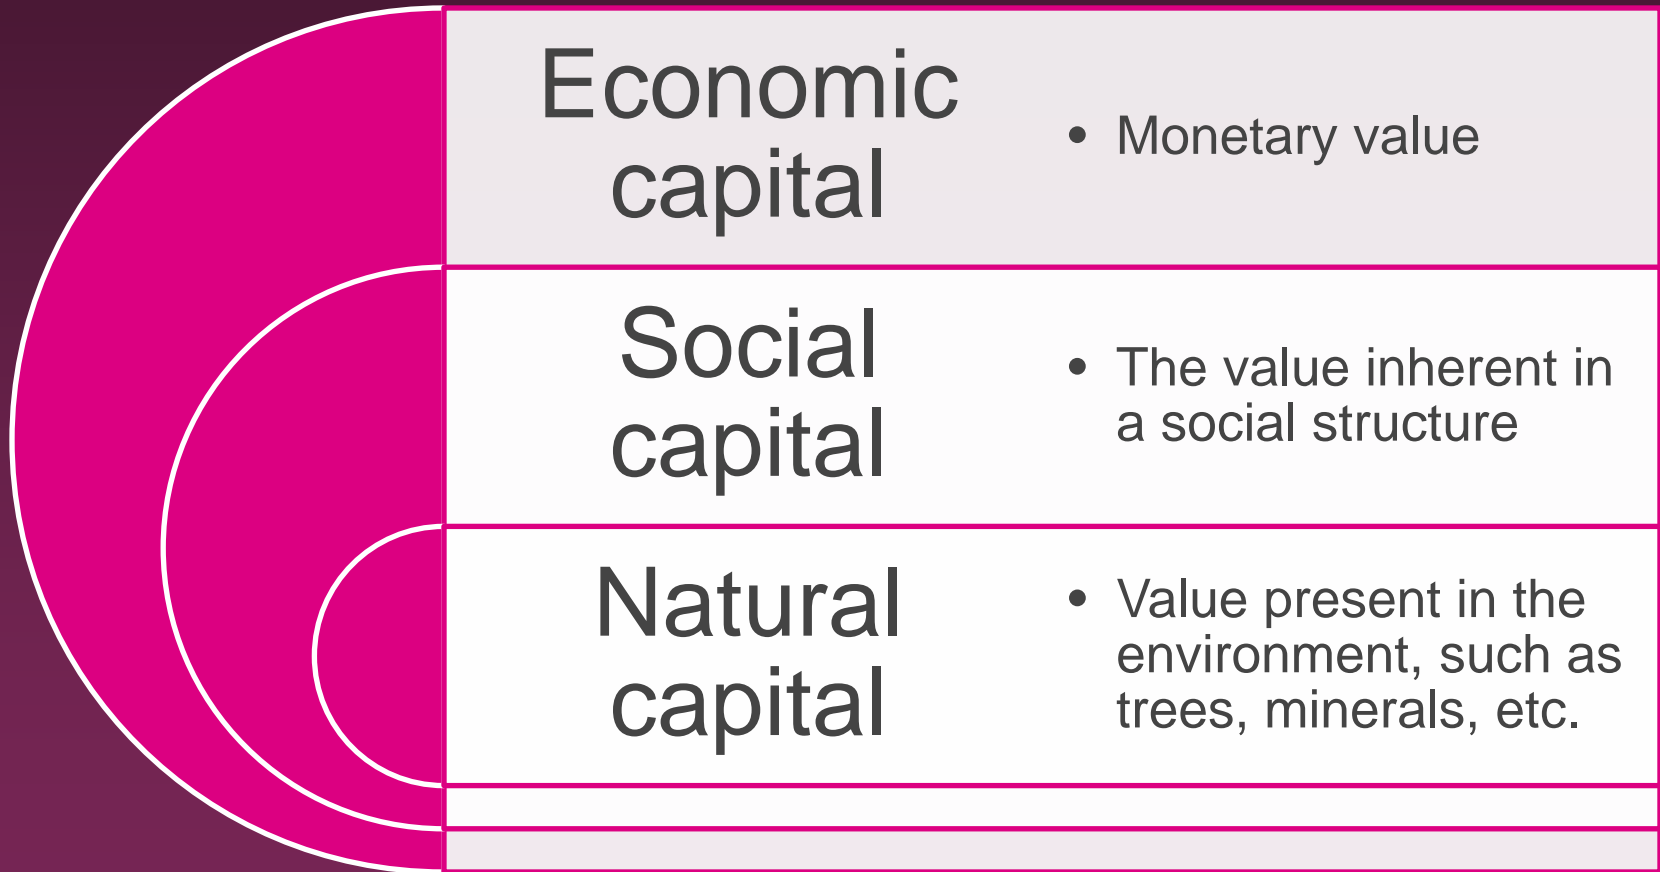 Economic
capital
• Monetary value
Social
capital
• The value inherent in
a social structure
Natural
capital
• Value present in the
environment, such as
trees, minerals, etc.